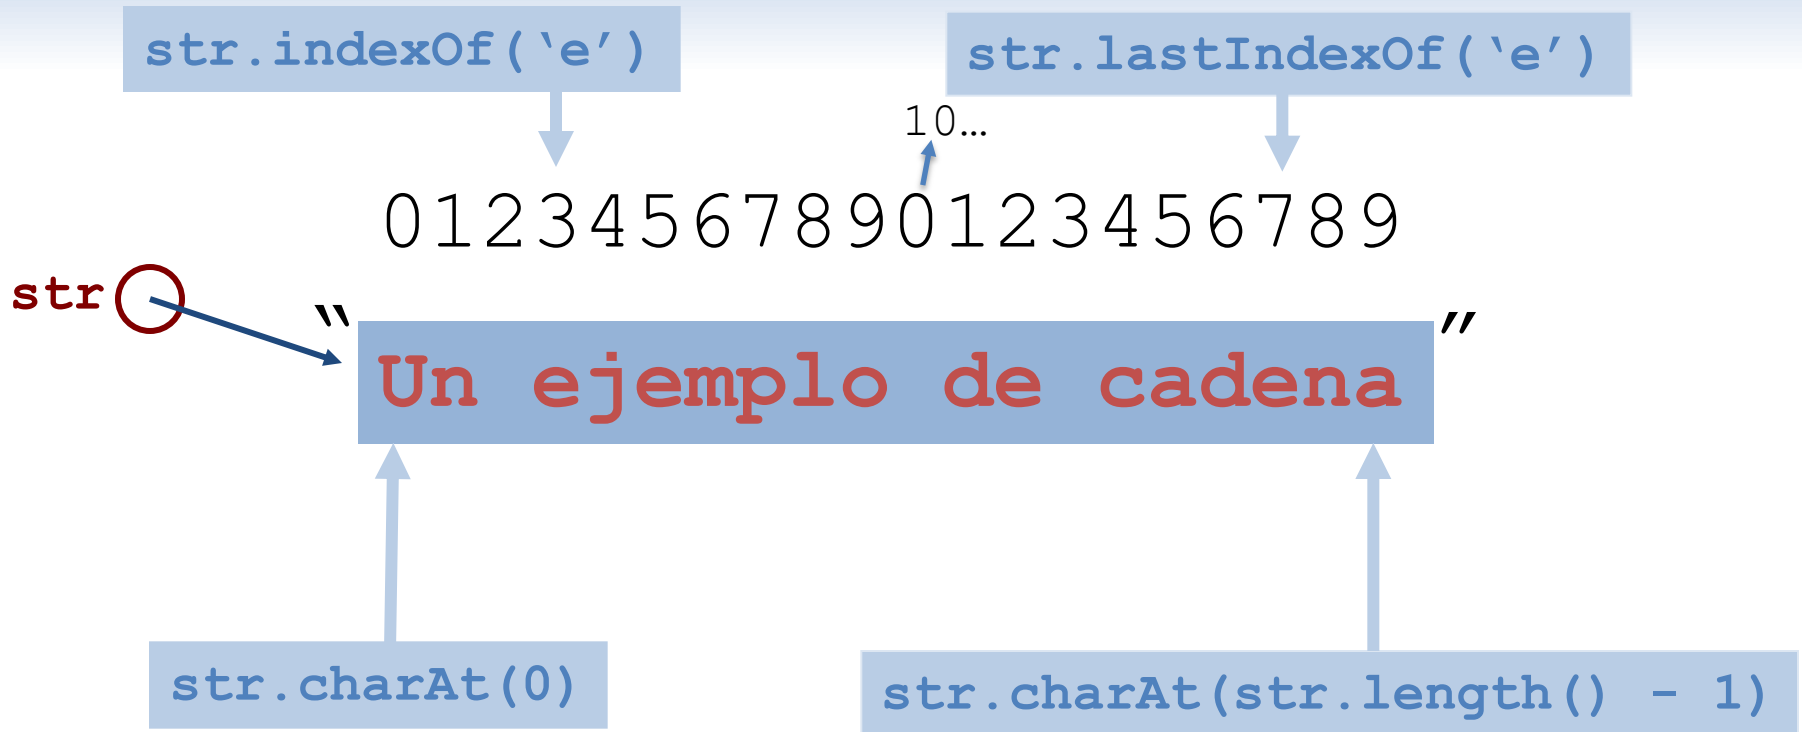 str.indexOf(‘e’)
str.lastIndexOf(‘e’)
10…
01234567890123456789
str
“Un ejemplo de cadena”
str.charAt(0)
str.charAt(str.length() - 1)